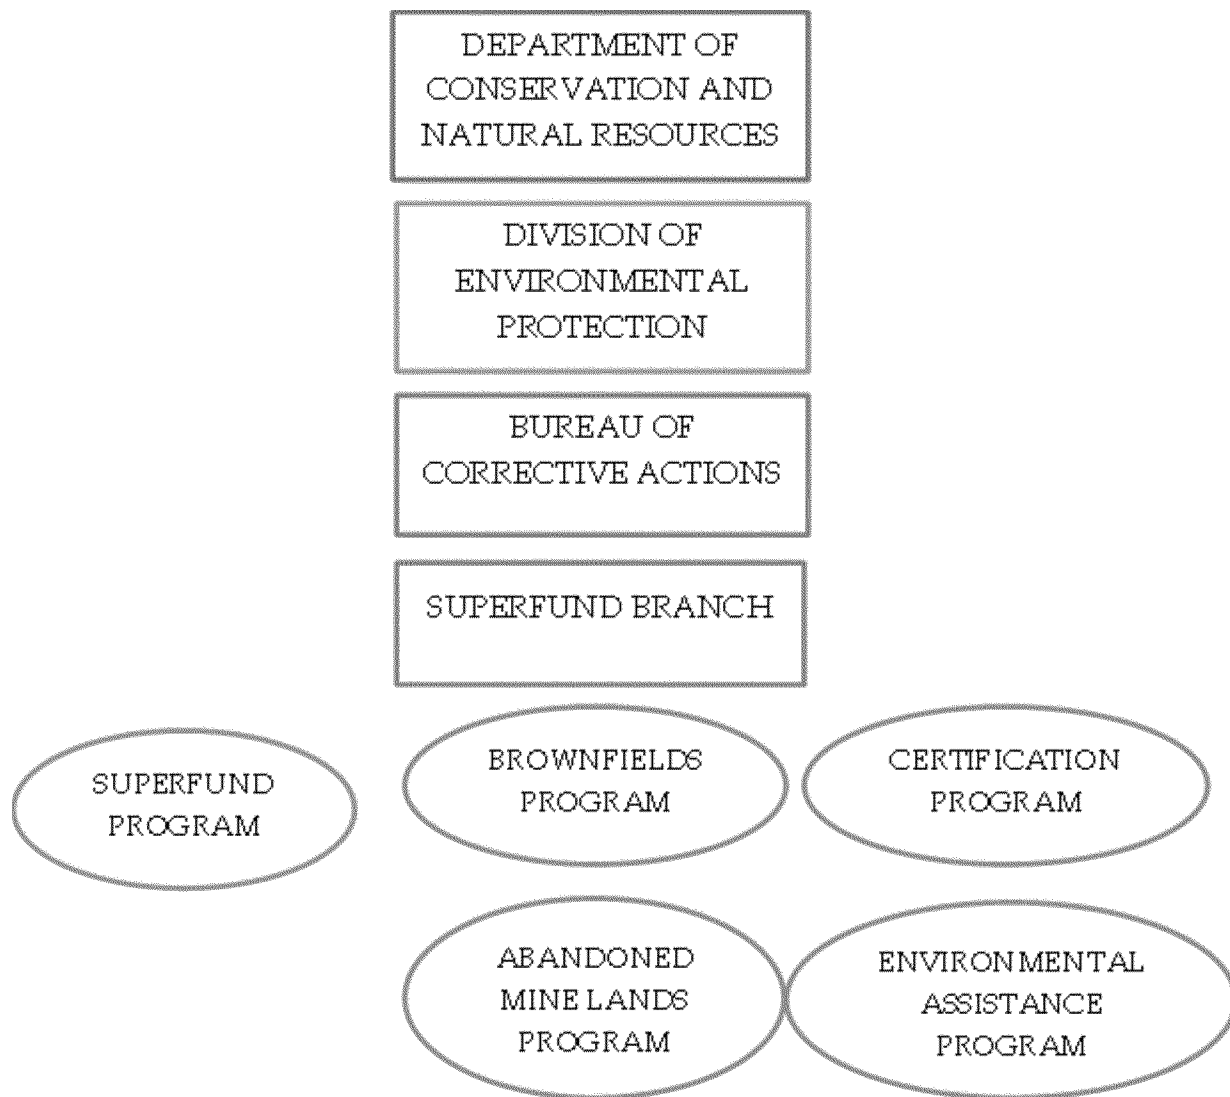 DEPARTMENT OF
CONSERVATION AND
NATURAL RESOURCES
DIVISION OF
ENVIRONMENTAL
PROTECTION
BUREAU OF
CORRECTIVE ACTIONS
SUPERFUND BRANCH
SUPERFUND
PROGRAM
BROWNFIELDS
PROGRAM
CERTIFICATION
PROGRAM
ABANDONED
MINE LANDS
PROGRAM
ENVIRONMENTAL
ASSISTANCE
PROGRAM